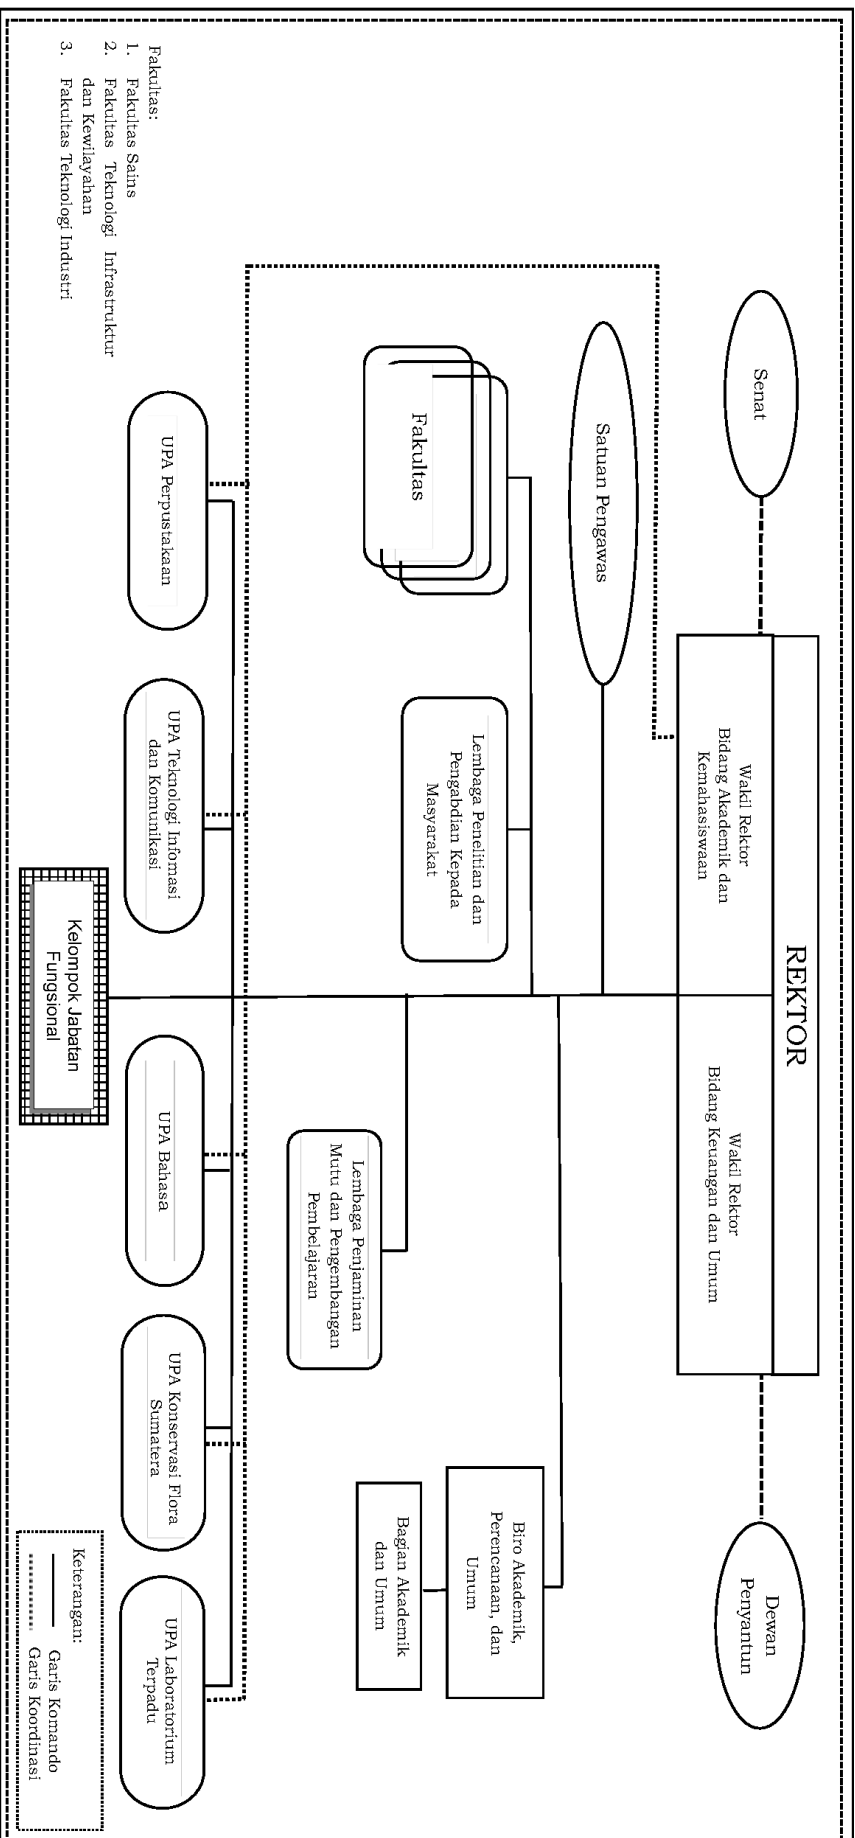 REKTOR
Senat
Wakil Rektor
Bidang Akademik dan
Kemahasiswaan
Wakil Rektor
Bidang Keuangan dan Umum
Dewan
Penyantun
Satuan Pengawas
Fakultas
Lembaga Penelitian dan
Pengabdian Kepada
Masyarakat
Biro Akademik,
Perencanaan, dan
Umum
Bagian Akademik
dan Umum
Lembaga Penjaminan
Mutu dan Pengembangan
Pembelajaran
UPA Perpustakaan
UPA Teknologi Infomasi
dan Komunikasi
UPA Bahasa
UPA Konservasi Flora
Sumatera
UPA Laboratorium
Terpadu
Kelompok Jabatan
Fungsional
Fakultas:
1. Fakultas Sains
2. Fakultas Teknologi Infrastruktur
dan Kewilayahan
3. Fakultas Teknologi Industri
Keterangan:
Garis Komando
Garis Koordinasi